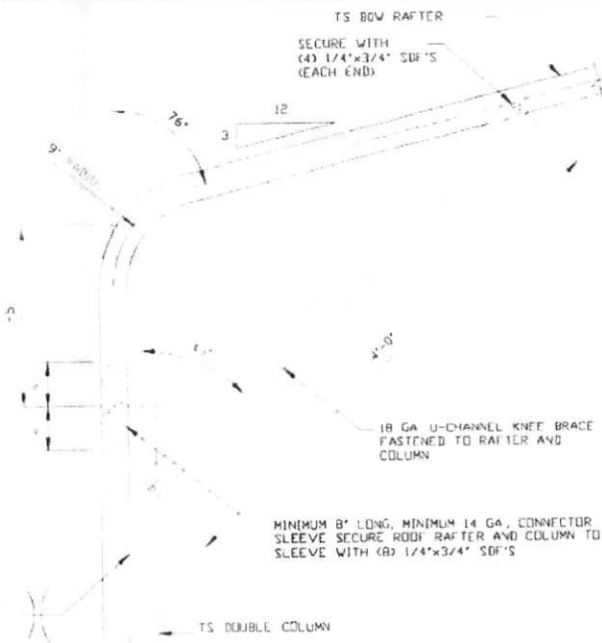 TS BOW RAFTER
SECURE WITH
(4) 1/4"x3/4" SDF'S
(EACH END)
12
3
76°
9"
4'-0"
18 GA U-CHANNEL KNEE BRACE
FASTENED TO RAFTER AND
COLUMN
MINIMUM 8" LONG, MINIMUM 14 GA, CONNECTOR
SLEEVE SECURE ROOF RAFTER AND COLUMN TO
SLEEVE WITH (8) 1/4"x3/4" SDF'S
TS DOUBLE COLUMN